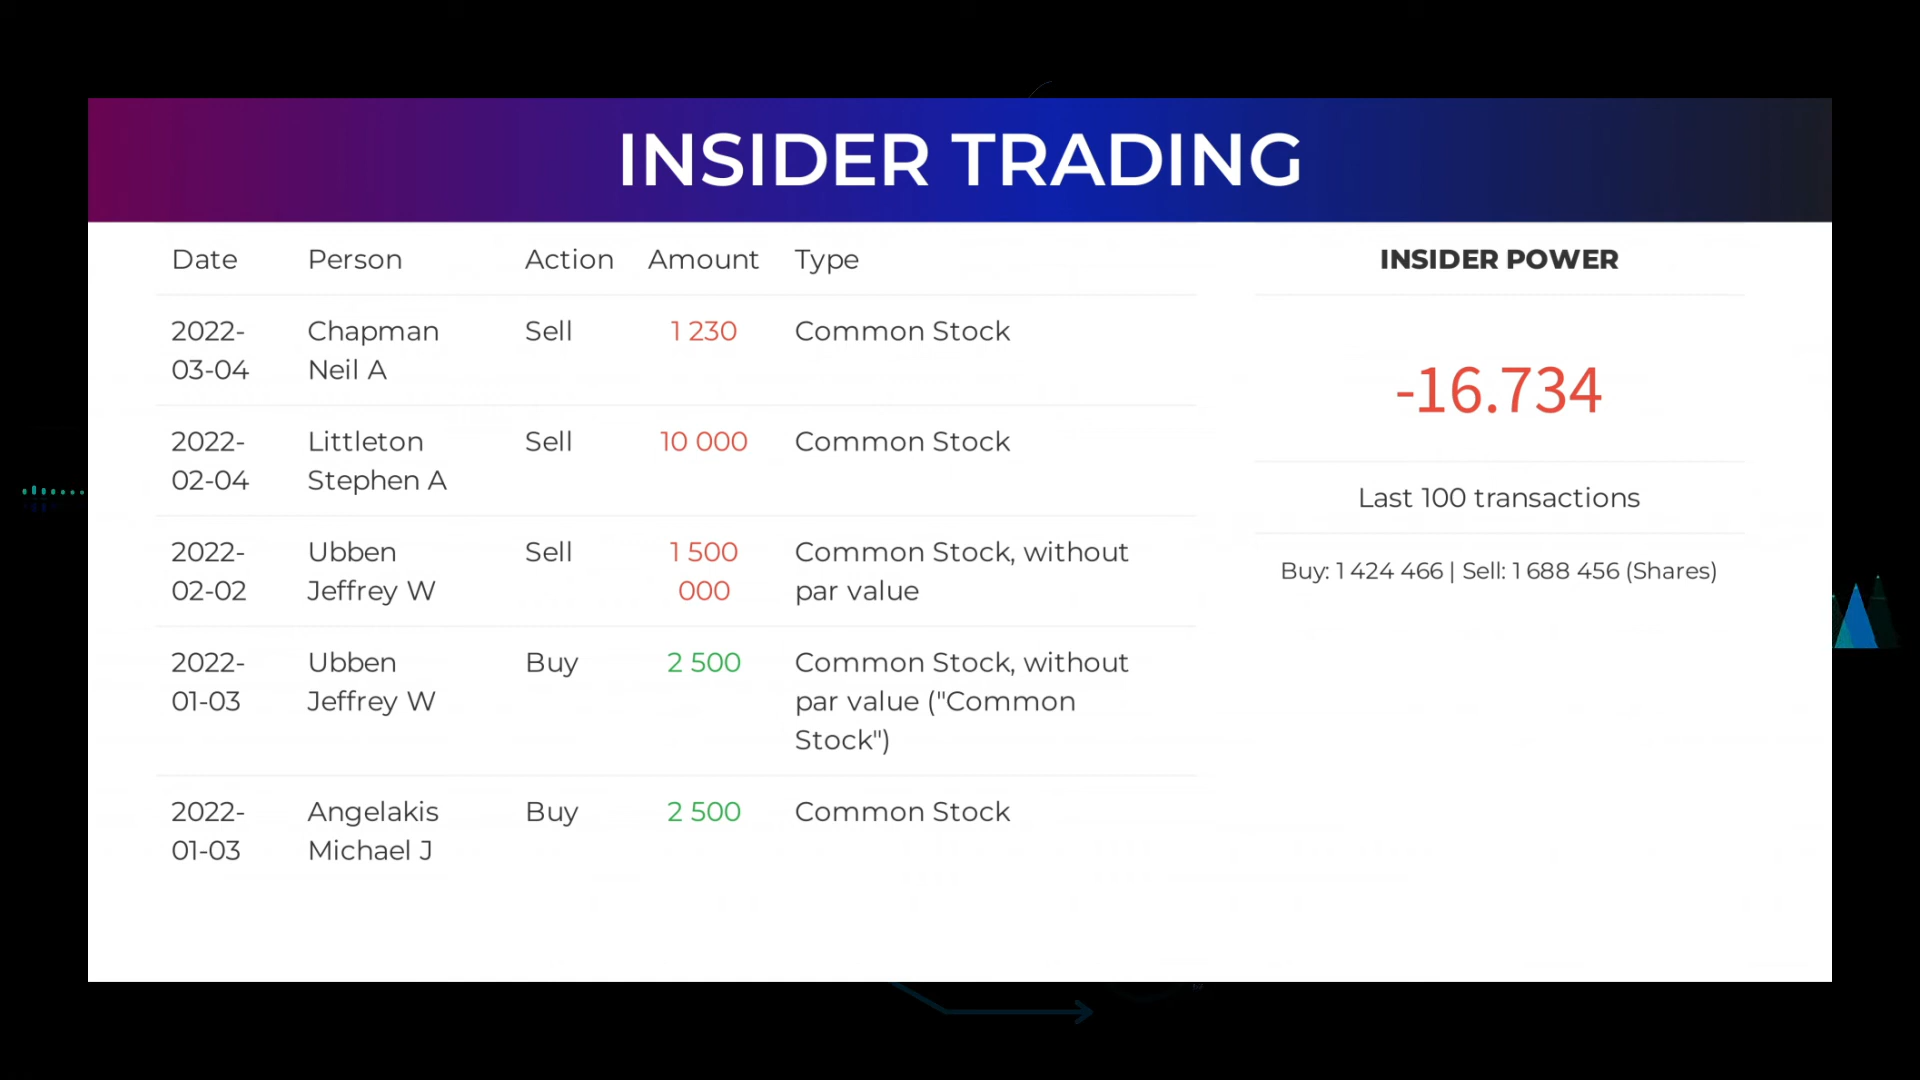 INSIDER TRADING
Date Person Action Amount Type
2022- Chapman Sell 1 230 Common Stock
03-04 Neil A
2022- Littleton Sell 10 000 Common Stock
02-04 Stephen A
2022- Ubben Sell 1 500 Common Stock, without
02-02 Jeffrey W 000 par value
2022- Ubben Buy 2 500 Common Stock, without
01-03 Jeffrey W par value ("Common
Stock")
2022- Angelakis Buy 2 500 Common Stock
01-03 Michael J
INSIDER POWER
-16.734
Last 100 transactions
Buy: 1 424 466 | Sell: 1 688 456 (Shares)